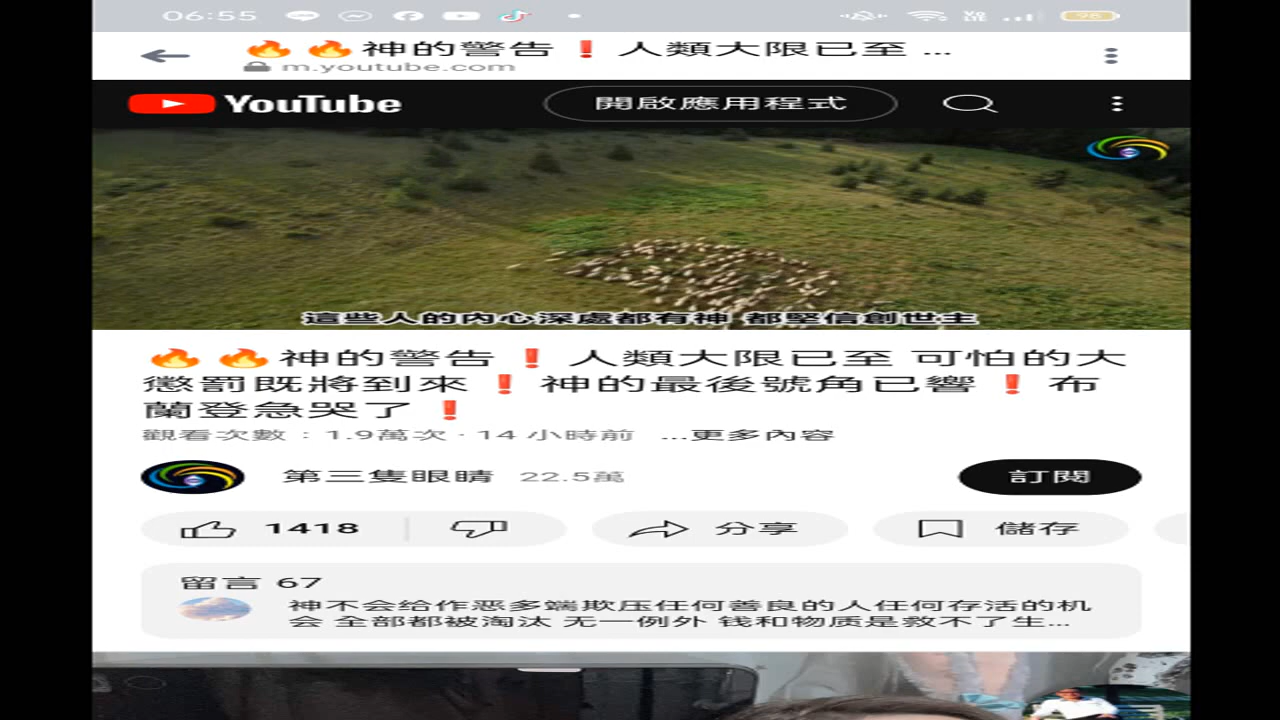 06:55
98
🔥🔥神的警告❗人類大限已至 ...
m.youtube.com
YouTube
開啟應用程式
這些人的內心深處都有神 都堅信創世主
🔥🔥神的警告❗人類大限已至 可怕的大
懲罰既將到來❗神的最後號角已響❗布
蘭登急哭了❗
觀看次數：1.9萬次 · 14 小時前 ...更多內容
第三隻眼睛 22.5萬
訂閱
1418
分享
儲存
留言 67
神不会给作恶多端欺压任何善良的人任何存活的机
会 全部都被淘汰 无一例外 钱和物质是救不了生...